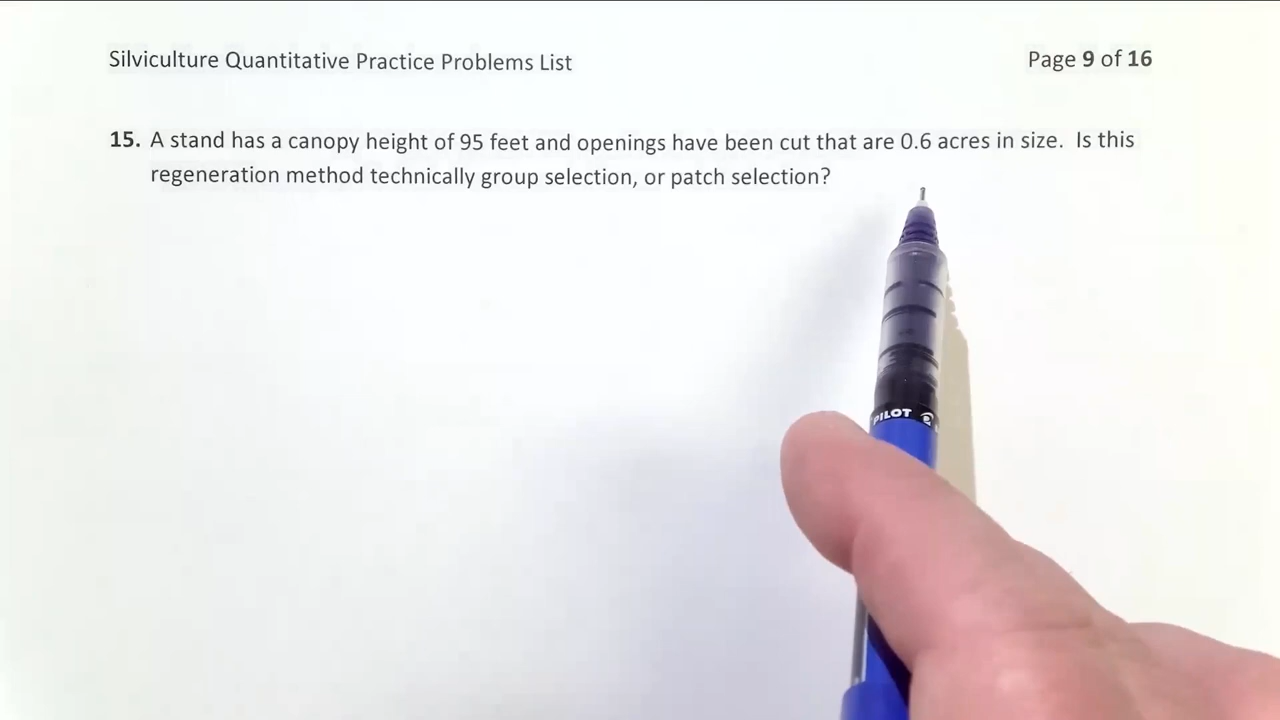 Silviculture Quantitative Practice Problems List
Page 9 of 16
15. A stand has a canopy height of 95 feet and openings have been cut that are 0.6 acres in size. Is this
regeneration method technically group selection, or patch selection?
PILOT